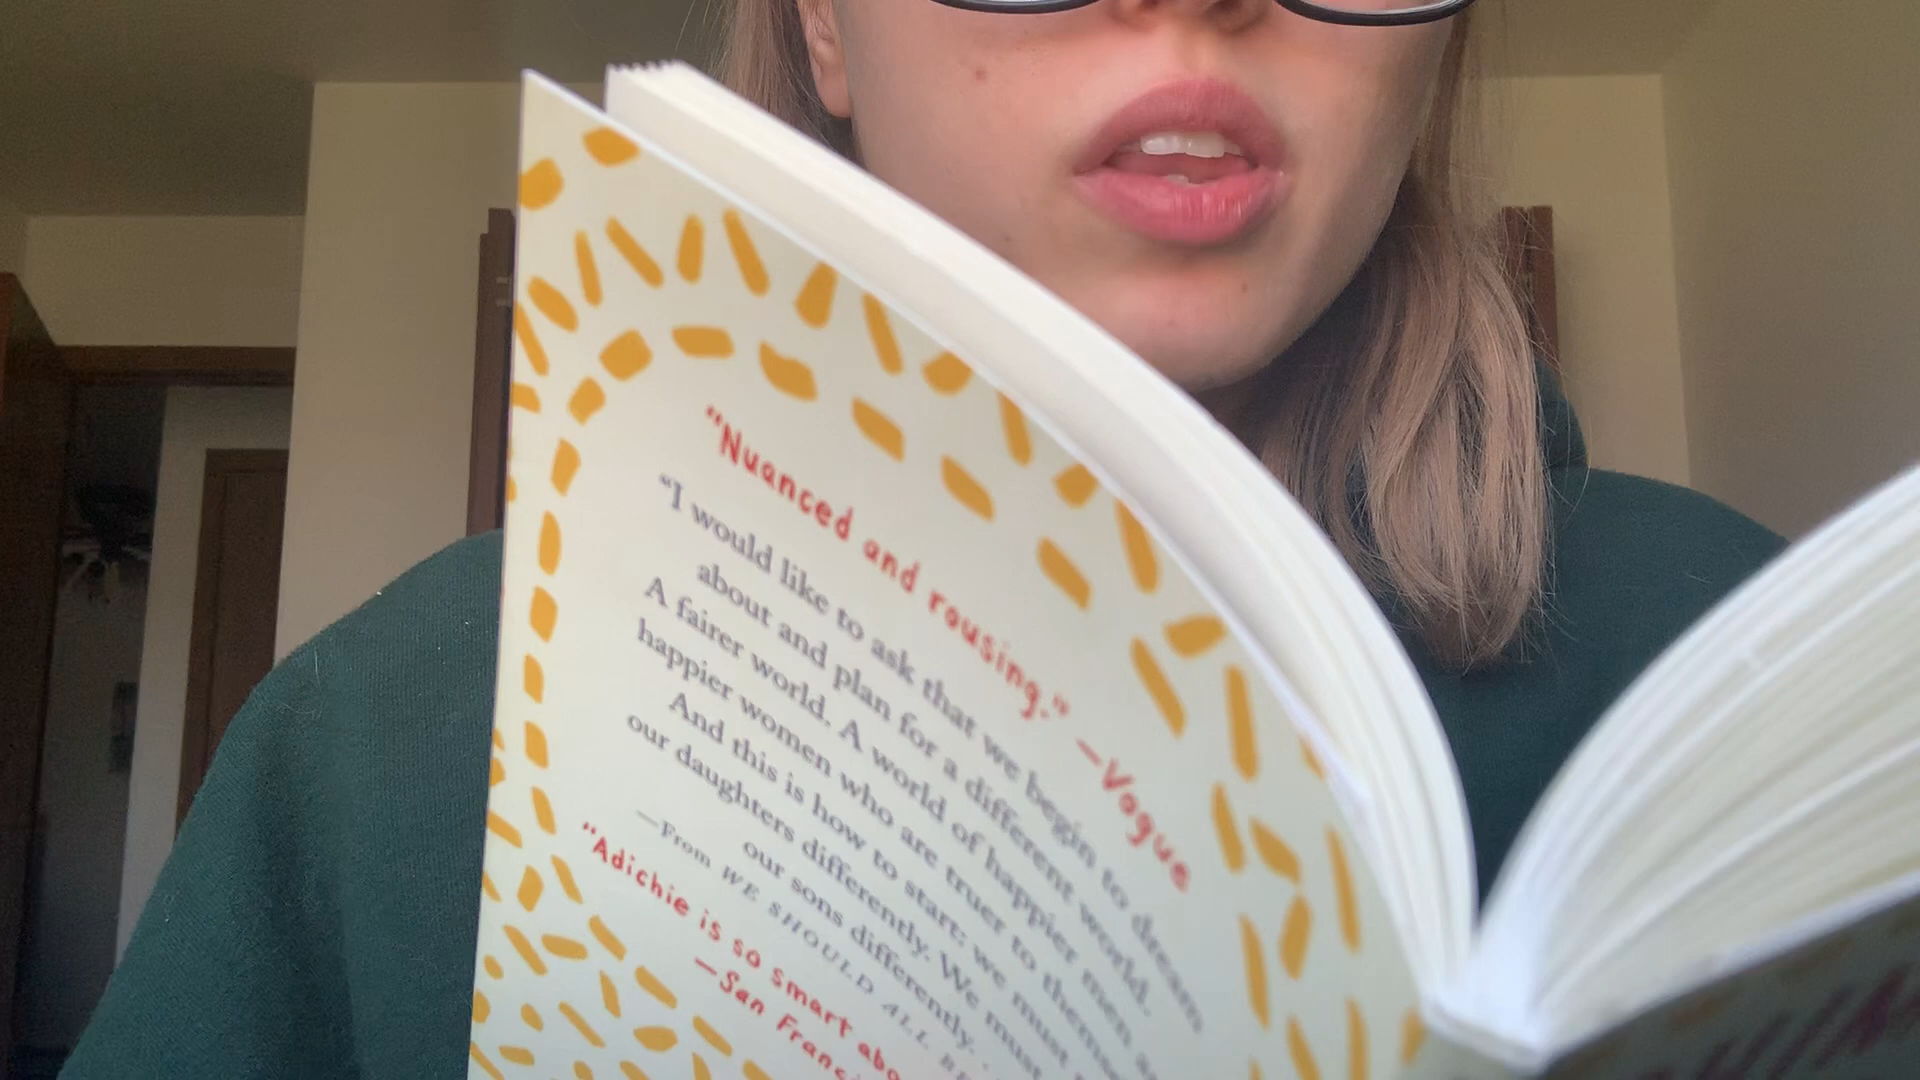 “Nuanced and rousing.” —Vogue
“I would like to ask that we begin to dream
about and plan for a different world.
A fairer world. A world of happier men and
happier women who are truer to
And this is how to start: we must
our daughters differently. We must
our sons differently.
—From WE SHOULD ALL BE
“Adichie is so smart
—San